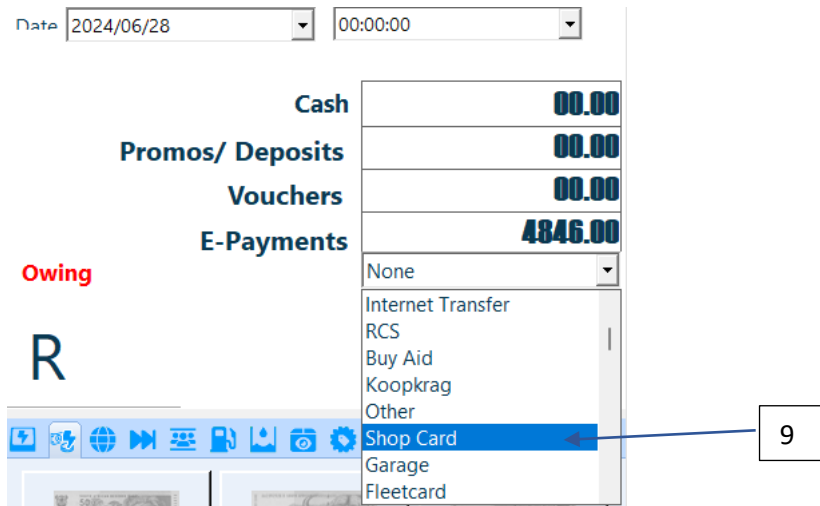 Date 2024/06/28 00:00:00
Cash 00.00
Promos/ Deposits 00.00
Vouchers 00.00
E-Payments 4846.00
Owing None
Internet Transfer
RCS
R
Buy Aid
Koopkrag
Other
Shop Card
9
Garage
Fleetcard